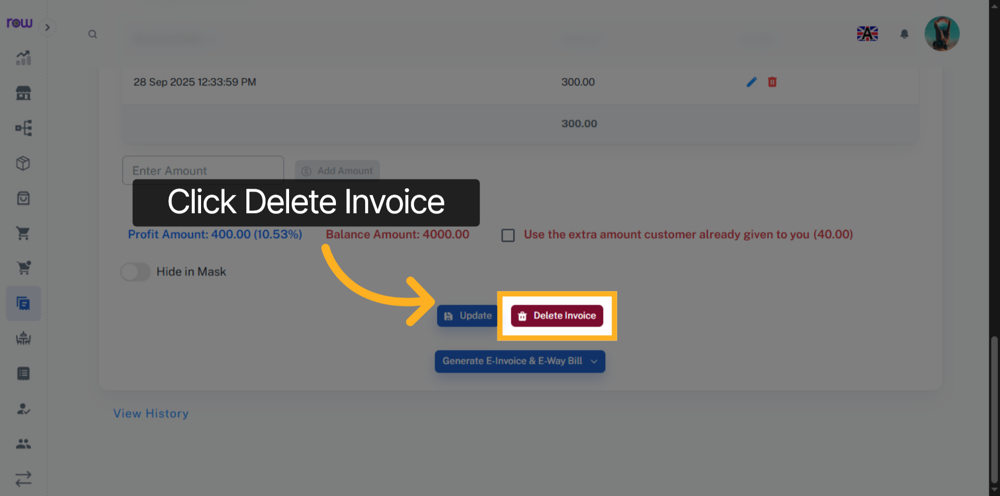 row
28 Sep 2025 12:33:59 PM 300.00
300.00
Enter Amount Add Amount
Click Delete Invoice
Profit Amount: 400.00 (10.53%) Balance Amount: 4000.00 Use the extra amount customer already given to you (40.00)
Hide in Mask
Update Delete Invoice
Generate E-Invoice & E-Way Bill
View History